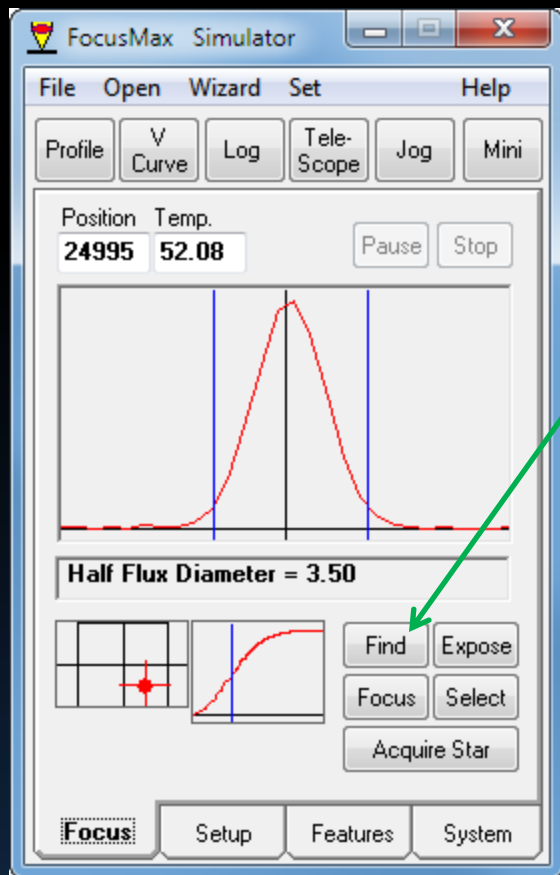 FocusMax Simulator
File Open Wizard Set Help
Profile V Curve Log Tele-Scope Jog Mini
Position Temp.
24995 52.08 Pause Stop
Half Flux Diameter = 3.50
Find Expose
Focus Select
Acquire Star
Focus Setup Features System